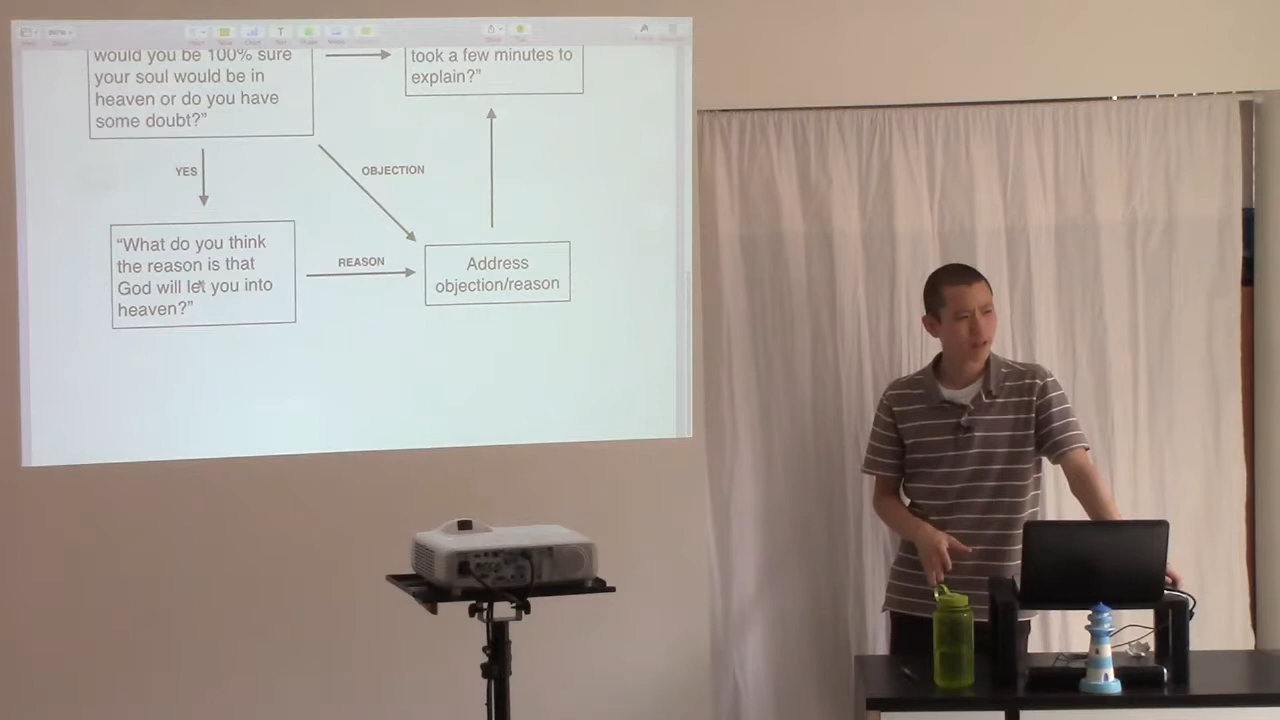 would you be 100% sure
your soul would be in
heaven or do you have
some doubt?”
took a few minutes to
explain?”
YES
OBJECTION
“What do you think
the reason is that
God will let you into
heaven?”
REASON
Address
objection/reason